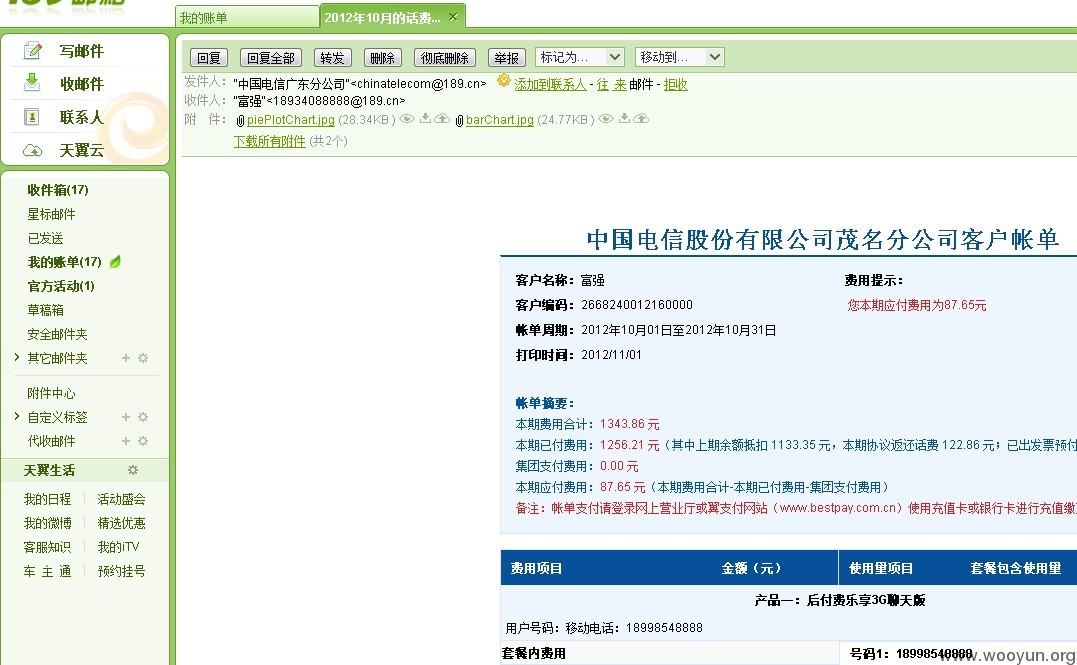 我的账单
2012年10月的话费...
写邮件
收邮件
联系人
天翼云
收件箱(17)
星标邮件
已发送
我的账单(17)
官方活动(1)
草稿箱
安全邮件夹
其它邮件夹
附件中心
自定义标签
代收邮件
天翼生活
我的日程 活动盛会
我的微博 精选优惠
客服知识 我的iTV
车 主 通 预约挂号
回复 回复全部 转发 删除 彻底删除 举报 标记为... 移动到...
发件人： "中国电信广东分公司"<chinatelecom@189.cn> 添加到联系人 - 往 来 邮件 - 拒收
收件人： "富强"<18934088888@189.cn>
附 件： piePlotChart.jpg (28.34KB) barChart.jpg (24.77KB)
下载所有附件 (共2个)
中国电信股份有限公司茂名分公司客户帐单
客户名称： 富强 费用提示：
客户编码： 2668240012160000 您本期应付费用为87.65元
帐单周期： 2012年10月01日至2012年10月31日
打印时间： 2012/11/01
帐单摘要：
本期费用合计： 1343.86 元
本期已付费用： 1256.21 元（其中上期余额抵扣 1133.35 元，本期协议返还话费 122.86 元；已出发票预付
集团支付费用： 0.00 元
本期应付费用： 87.65 元（本期费用合计-本期已付费用-集团支付费用）
备注： 帐单支付请登录网上营业厅或翼支付网站（www.bestpay.com.cn）使用充值卡或银行卡进行充值缴
费用项目 金额（元） 使用量项目 套餐包含使用量
产品一：后付费乐享3G聊天版
用户号码：移动电话：18998548888
套餐内费用 号码1：18998548888
www.wooyun.org